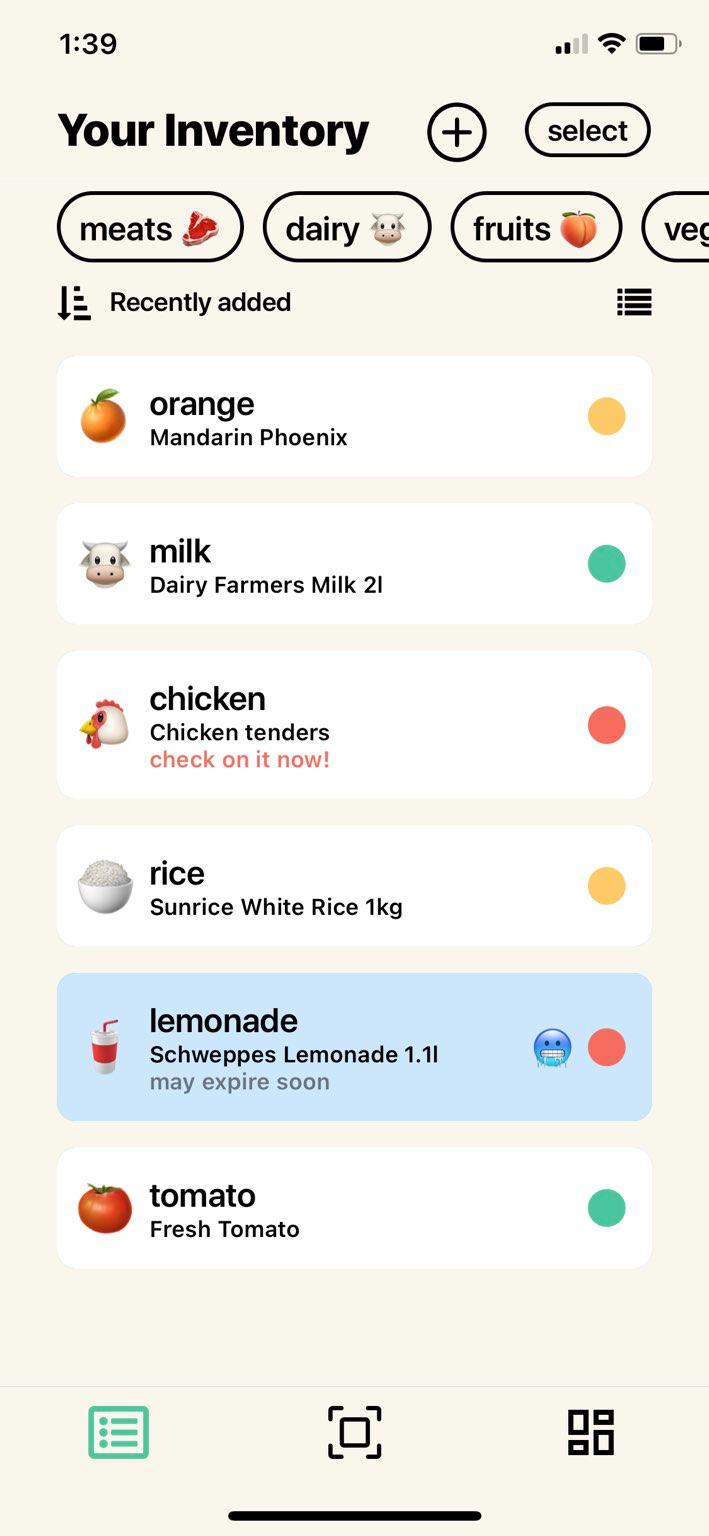 1:39
Your Inventory
select
meats
dairy
fruits
veg
Recently added
orange
Mandarin Phoenix
milk
Dairy Farmers Milk 2l
chicken
Chicken tenders
check on it now!
rice
Sunrice White Rice 1kg
lemonade
Schweppes Lemonade 1.1l
may expire soon
tomato
Fresh Tomato